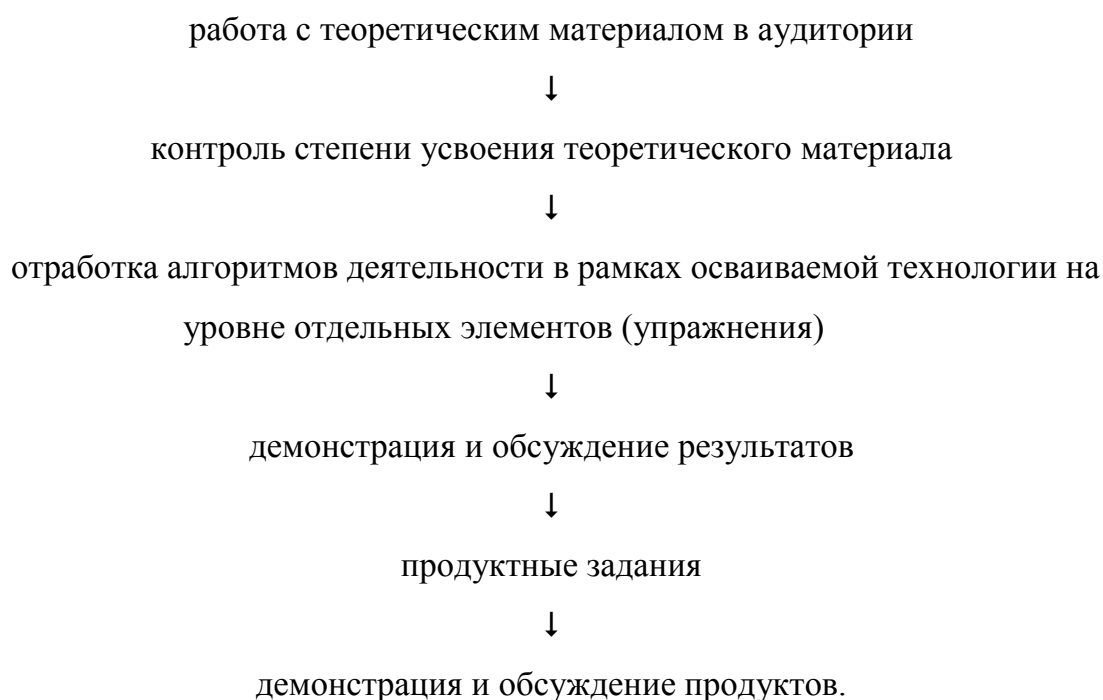 работа с теоретическим материалом в аудитории
↓
контроль степени усвоения теоретического материала
↓
отработка алгоритмов деятельности в рамках осваиваемой технологии на
уровне отдельных элементов (упражнения)
↓
демонстрация и обсуждение результатов
↓
продуктные задания
↓
демонстрация и обсуждение продуктов.